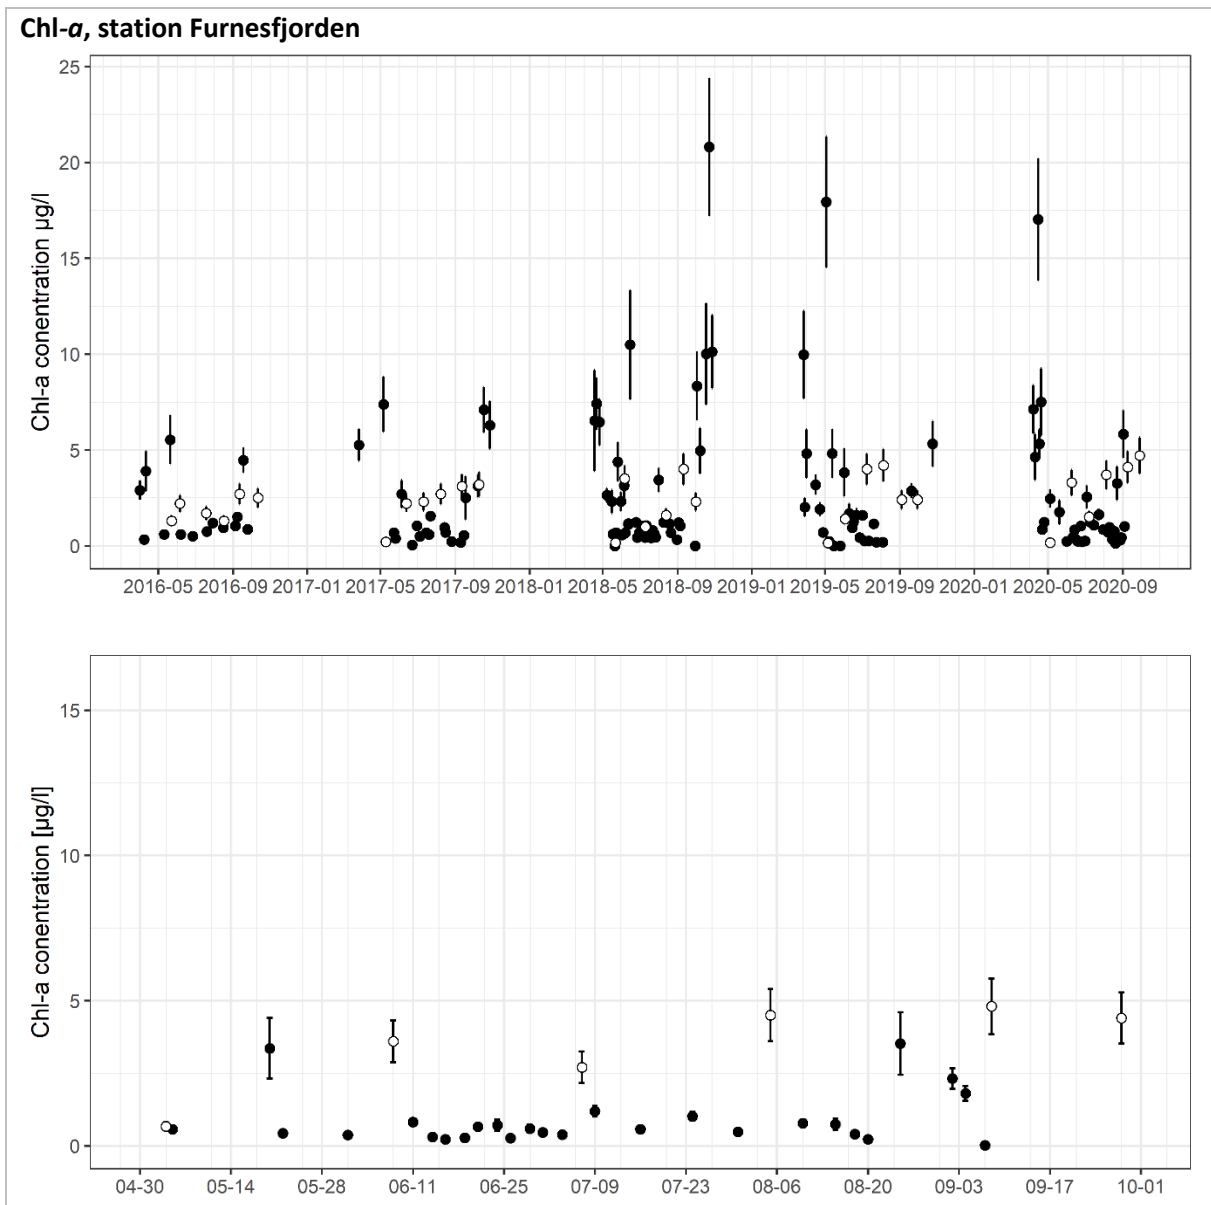 Chl-a, station Furnesfjorden
Chl-a conentration µg/l
25
20
15
10
5
0
2016-05 2016-09 2017-01 2017-05 2017-09 2018-01 2018-05 2018-09 2019-01 2019-05 2019-09 2020-01 2020-05 2020-09
Chl-a conentration [µg/l]
15
10
5
0
04-30 05-14 05-28 06-11 06-25 07-09 07-23 08-06 08-20 09-03 09-17 10-01